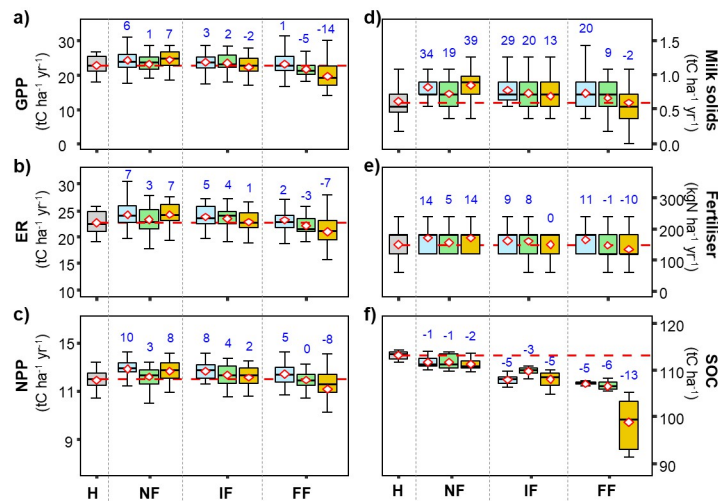 a)
6 1 7 3 2 -2 1 -5 -14
30
20
10
0
GPP
(tC ha⁻¹ yr⁻¹)
d)
34 19 39 29 20 13 20 9 -2
1.5
1.0
0.5
0.0
Milk solids
(tC ha⁻¹ yr⁻¹)
b)
7 3 7 5 4 1 2 -3 -7
30
25
20
15
10
ER
(tC ha⁻¹ yr⁻¹)
e)
14 5 14 9 8 0 11 -1 -10
300
200
100
0
Fertiliser
(kgN ha⁻¹ yr⁻¹)
c)
10 3 8 8 4 2 5 0 -8
15
11
9
NPP
(tC ha⁻¹ yr⁻¹)
f)
-1 -1 -2 -5 -3 -5 -5 -6 -13
120
110
100
90
SOC
(tC ha⁻¹)
H NF IF FF
H NF IF FF